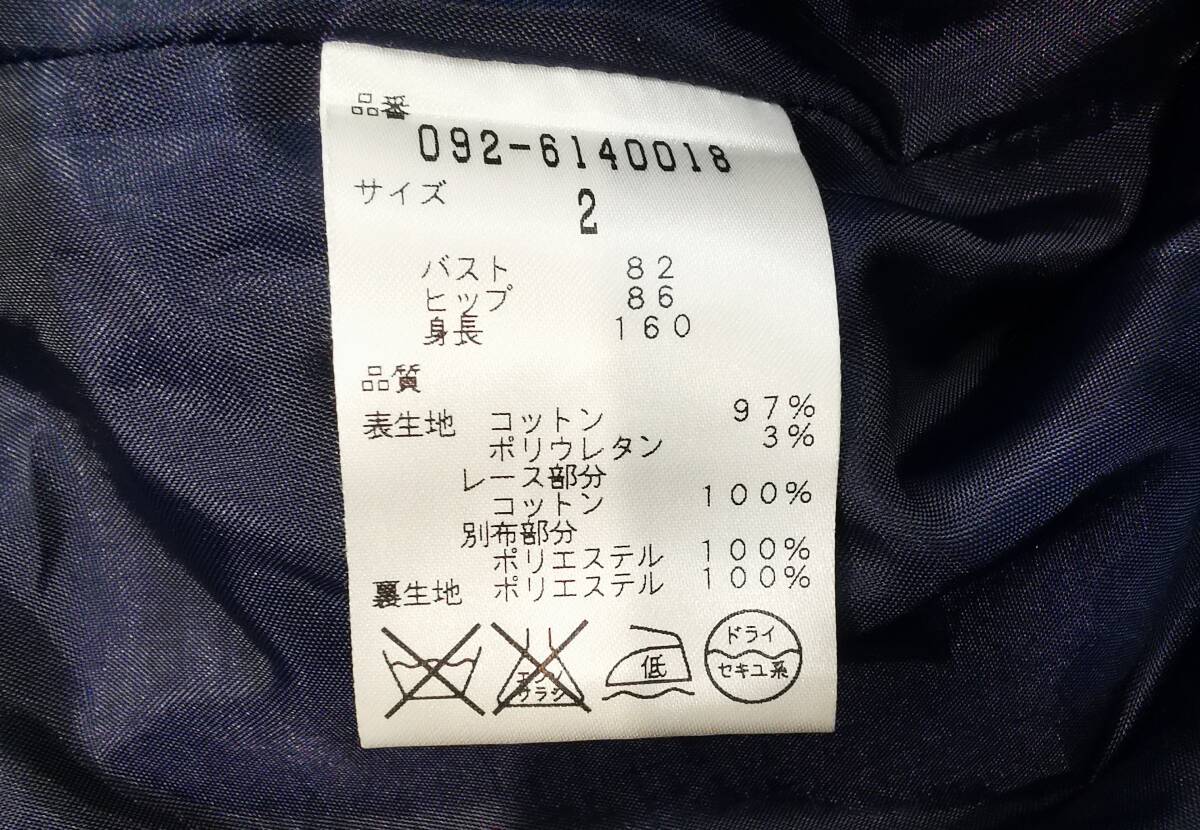 品番
092-6140018
サイズ 2
バスト 82
ヒップ 86
身長 160
品質
表生地 コットン 97%
ポリウレタン 3%
レース部分
コットン 100%
別布部分
ポリエステル 100%
裏生地 ポリエステル 100%
エンソ
サラシ
低
ドライ
セキユ系